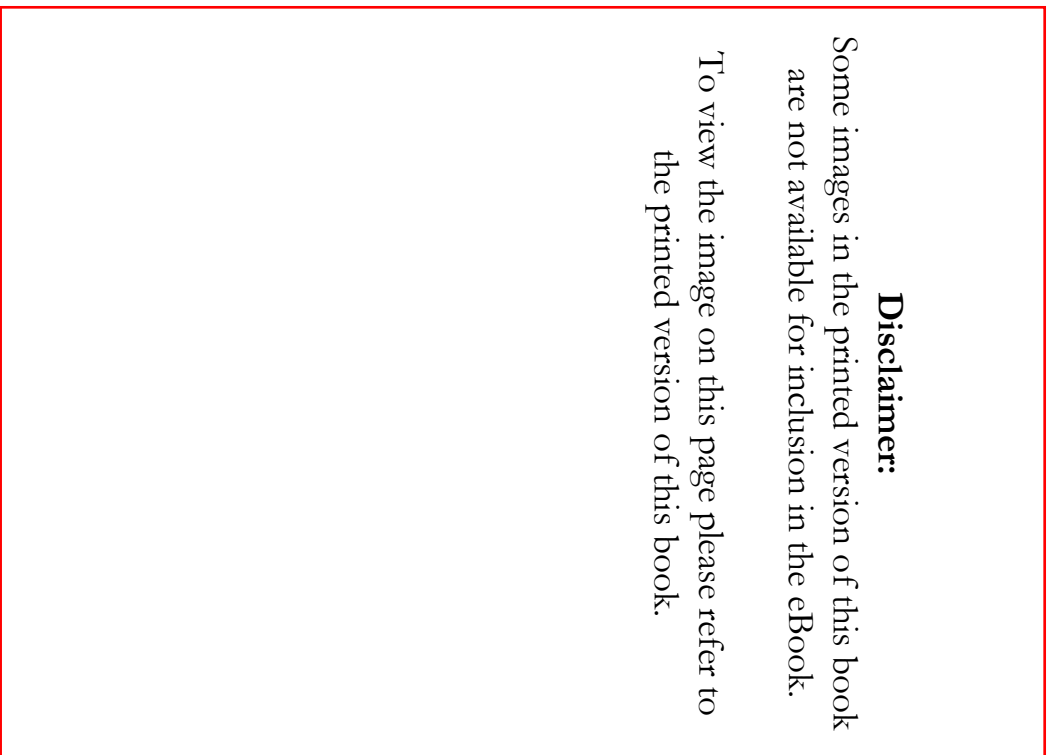 Disclaimer:
Some images in the printed version of this book
are not available for inclusion in the eBook.
To view the image on this page please refer to
the printed version of this book.